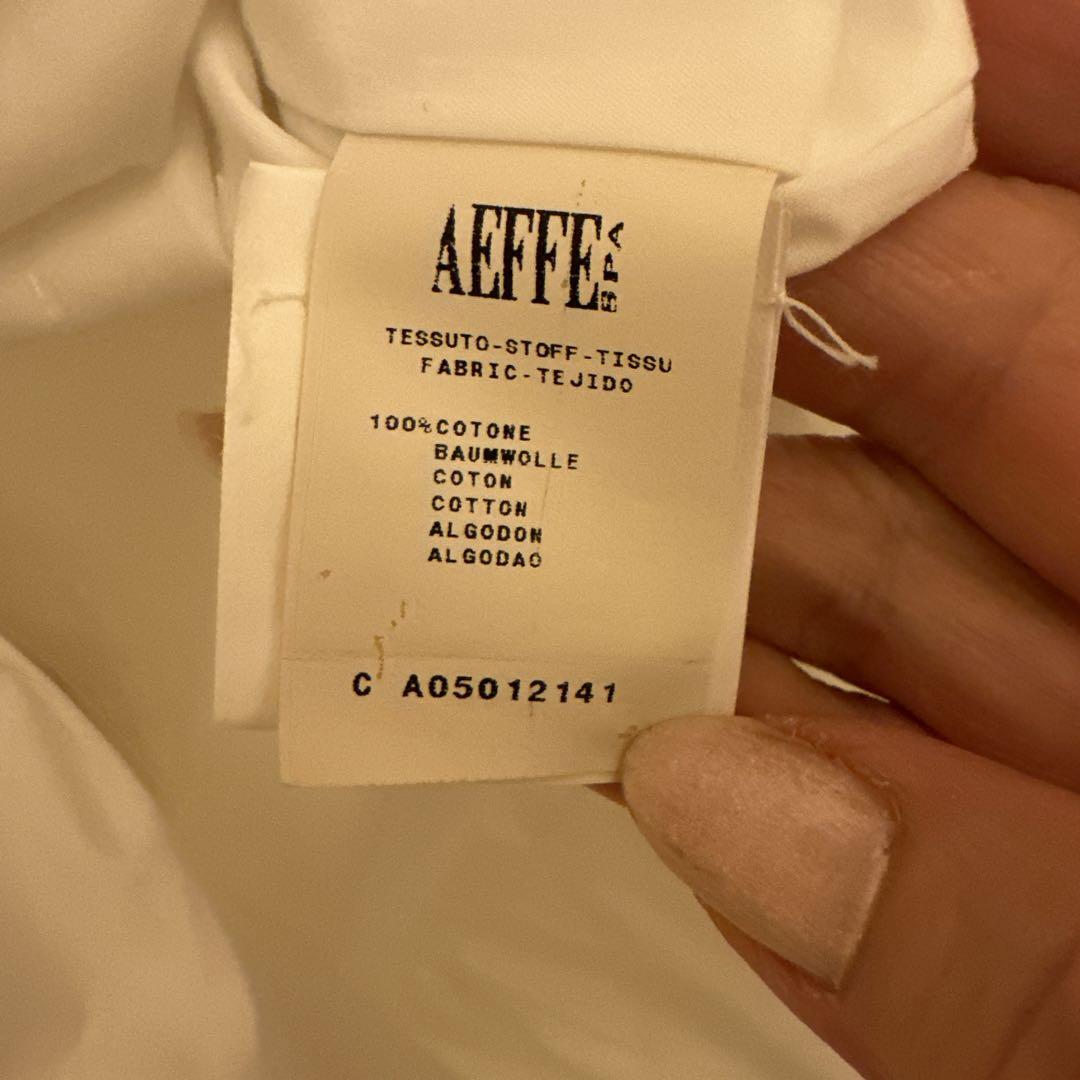 AEFFE SPA
TESSUTO-STOFF-TISSU
FABRIC-TEJIDO
100%COTONE
BAUMWOLLE
COTON
COTTON
ALGODON
ALGODAO
C A05012141